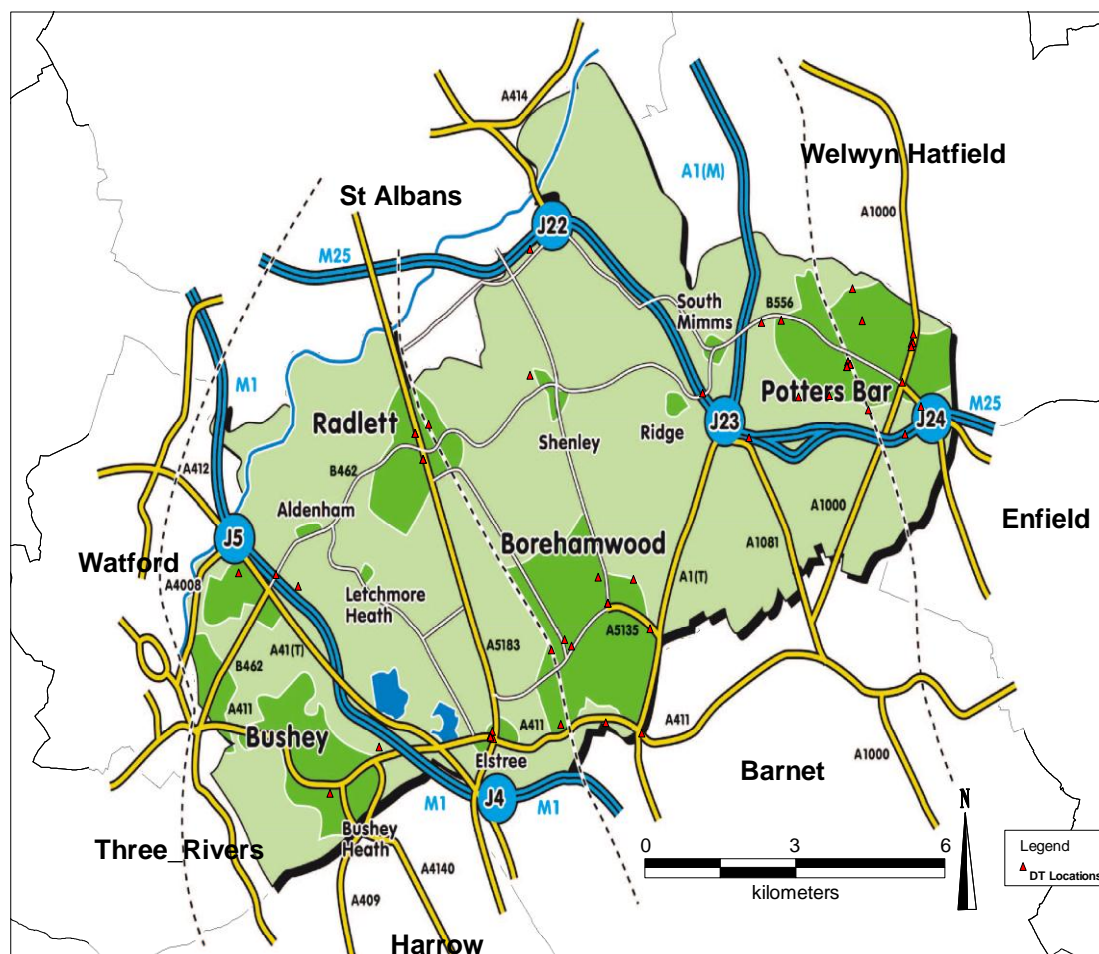 A414
Welwyn Hatfield
A1(M)
St Albans
A1000
J22
M25
South
Mimms
B556
M1
Potters Bar
Radlett
J23
J24
M25
Shenley
Ridge
A412
B462
Aldenham
A1000
Enfield
J5
Borehamwood
A1081
A1(T)
Watford
A4008
Letchmore
Heath
A5135
A41(T)
A5183
B462
A411
A411
A411
Bushey
Elstree
A1000
Barnet
M1
J4
M1
N
Bushey
Heath
Three_Rivers
0
3
6
kilometers
Legend
DT Locations
A4140
A409
Harrow